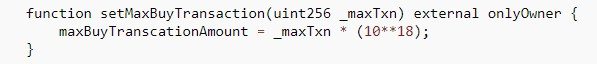 function setMaxBuyTransaction(uint256 _maxTxn) external onlyOwner {
    maxBuyTranscationAmount = _maxTxn * (10**18);
}